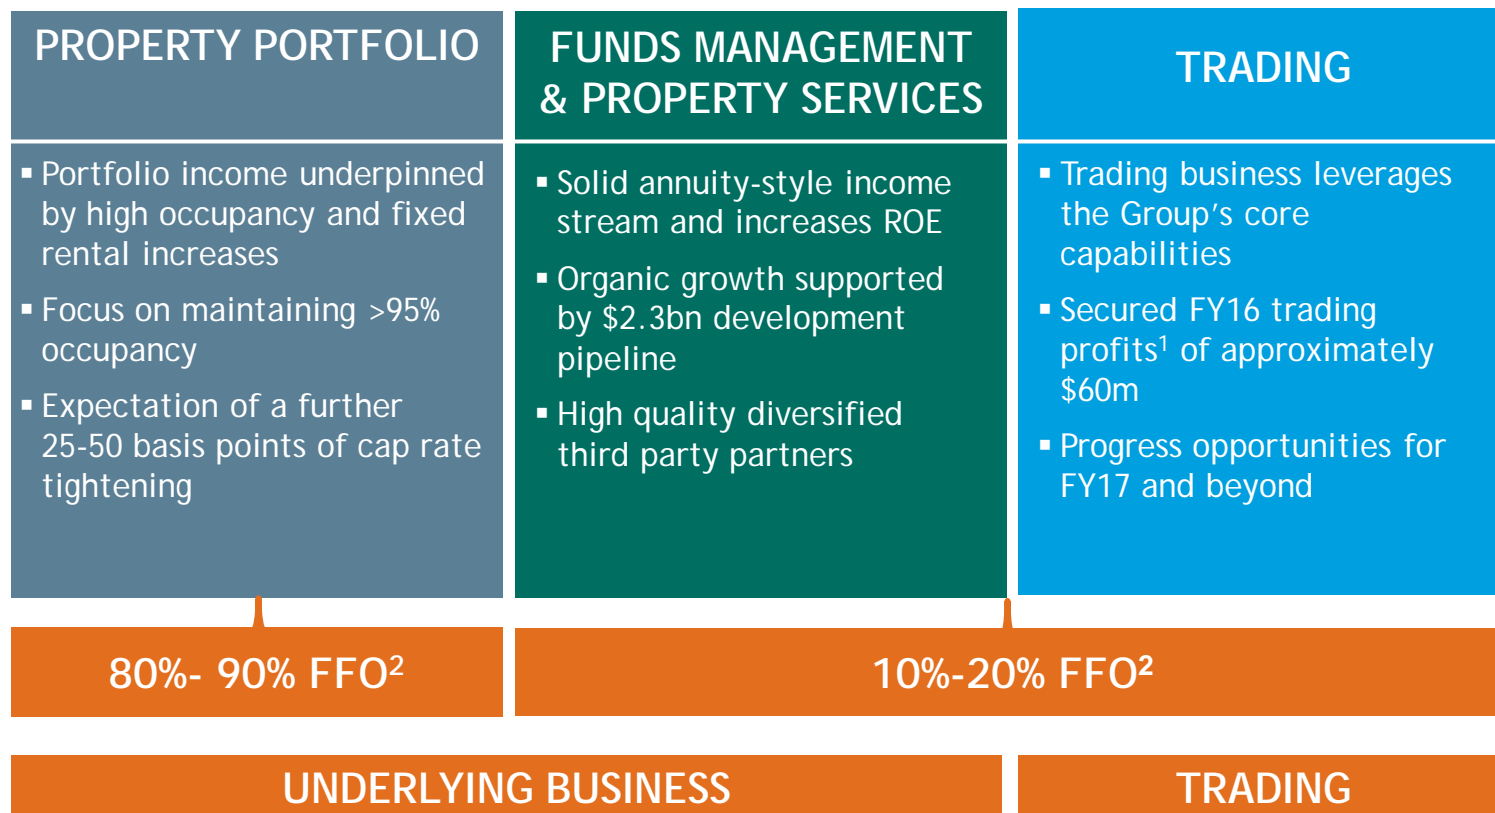 PROPERTY PORTFOLIO
▪ Portfolio income underpinned
by high occupancy and fixed
rental increases
▪ Focus on maintaining >95%
occupancy
▪ Expectation of a further
25-50 basis points of cap rate
tightening
FUNDS MANAGEMENT
& PROPERTY SERVICES
▪ Solid annuity-style income
stream and increases ROE
▪ Organic growth supported
by $2.3bn development
pipeline
▪ High quality diversified
third party partners
TRADING
▪ Trading business leverages
the Group's core
capabilities
▪ Secured FY16 trading
profits¹ of approximately
$60m
▪ Progress opportunities for
FY17 and beyond
80%- 90% FFO²
10%-20% FFO²
UNDERLYING BUSINESS
TRADING